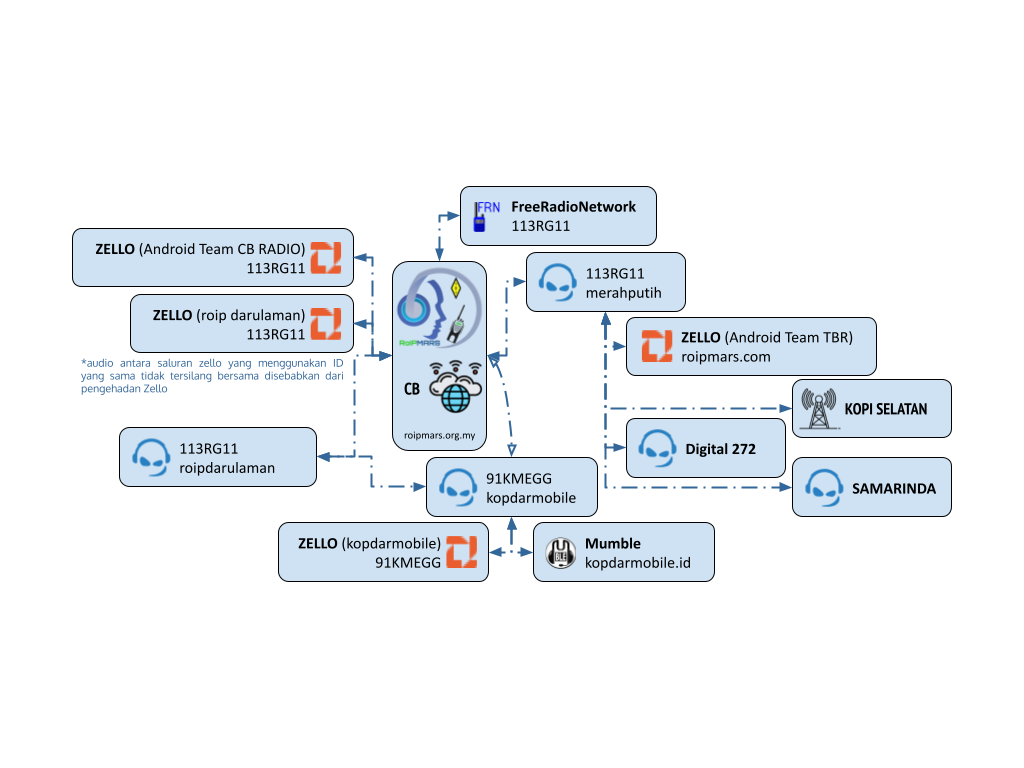 FRN
FreeRadioNetwork
113RG11
ZELLO (Android Team CB RADIO)
113RG11
ZELLO (roip darulaman)
113RG11
*audio antara saluran zello yang menggunakan ID
yang sama tidak tersilang bersama disebabkan dari
pengehadan Zello
RoiPMARS
CB
roipmars.org.my
113RG11
merahputih
ZELLO (Android Team TBR)
roipmars.com
KOPI SELATAN
Digital 272
SAMARINDA
113RG11
roipdarulaman
91KMEGG
kopdarmobile
ZELLO (kopdarmobile)
91KMEGG
BLE
Mumble
kopdarmobile.id